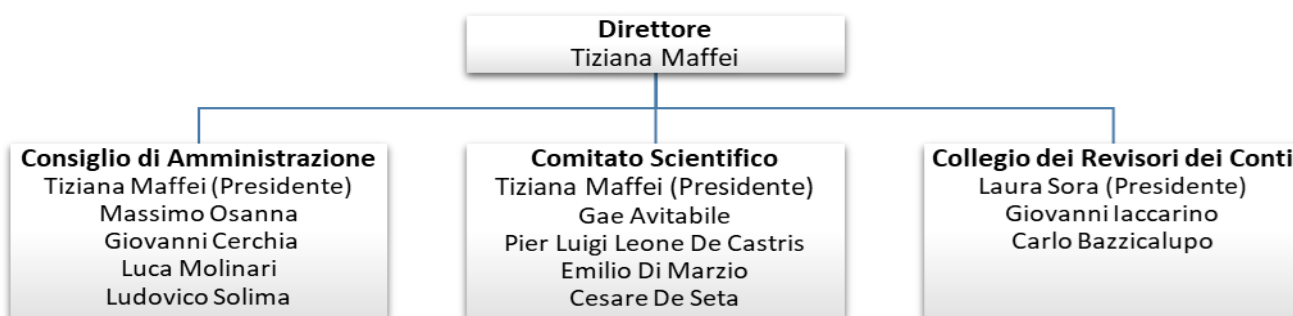 Direttore
Tiziana Maffei
Consiglio di Amministrazione
Tiziana Maffei (Presidente)
Massimo Osanna
Giovanni Cerchia
Luca Molinari
Ludovico Solima
Comitato Scientifico
Tiziana Maffei (Presidente)
Gae Avitabile
Pier Luigi Leone De Castris
Emilio Di Marzio
Cesare De Seta
Collegio dei Revisori dei Conti
Laura Sora (Presidente)
Giovanni Iaccarino
Carlo Bazzicalupo